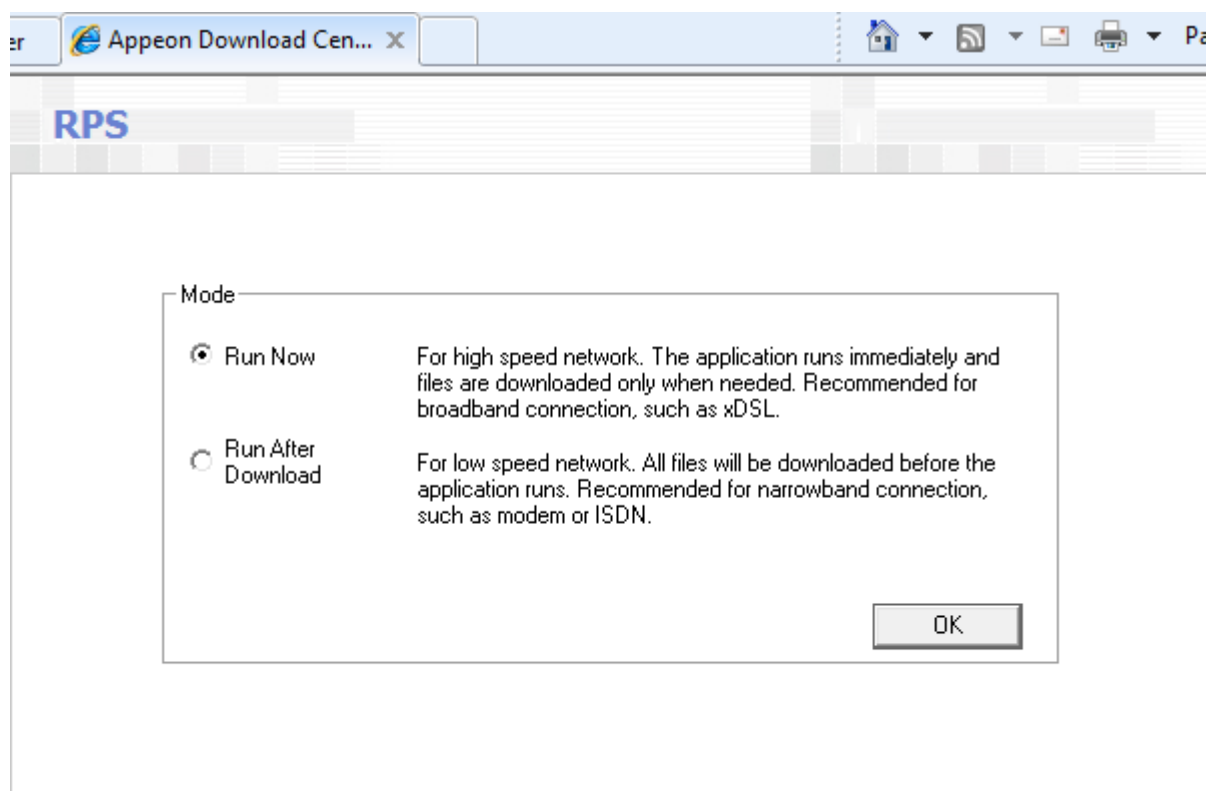 er
Appeon Download Cen...
Pa
RPS
Mode
Run Now
For high speed network. The application runs immediately and
files are downloaded only when needed. Recommended for
broadband connection, such as xDSL.
Run After
Download
For low speed network. All files will be downloaded before the
application runs. Recommended for narrowband connection,
such as modem or ISDN.
OK